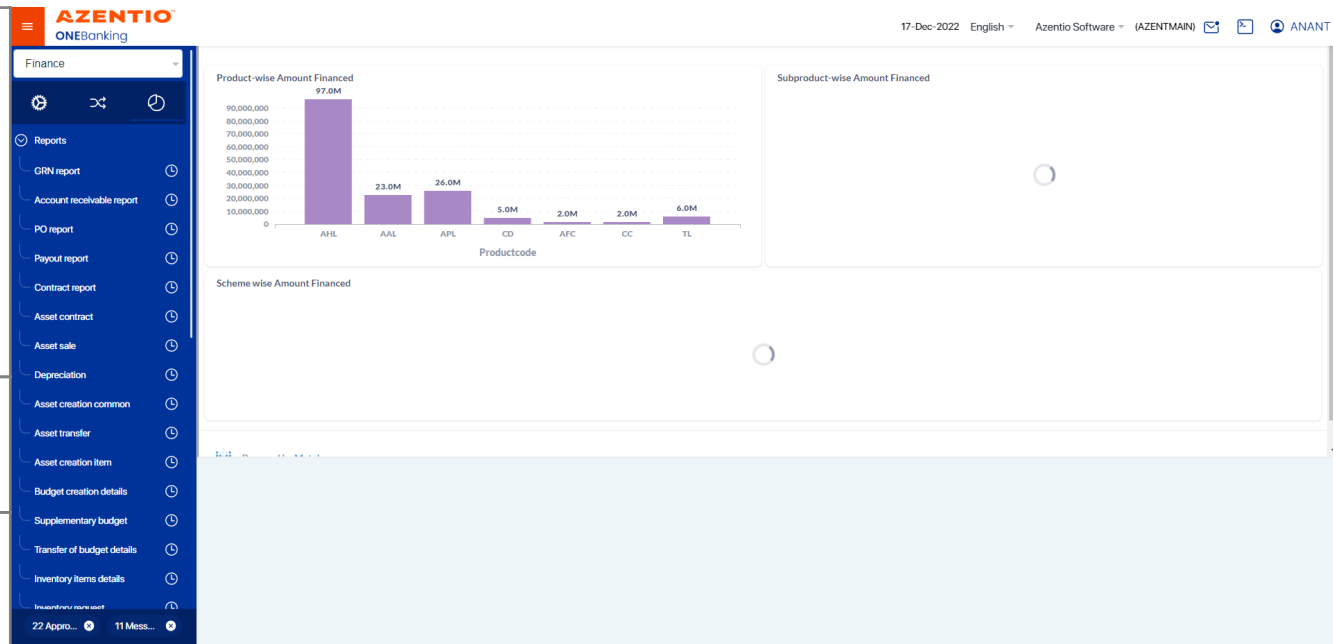 AZENTIO
ONEBanking
17-Dec-2022 English Azentio Software (AZENTMAIN) ANANT
Finance
Reports
GRN report
Account receivable report
PO report
Payout report
Contract report
Asset contract
Asset sale
Depreciation
Asset creation common
Asset transfer
Asset creation item
Budget creation details
Supplementary budget
Transfer of budget details
Inventory items details
Inventory request
22 Appro... 11 Mess...
Product-wise Amount Financed
97.0M
90,000,000
80,000,000
70,000,000
60,000,000
50,000,000
40,000,000
30,000,000
20,000,000
10,000,000
0
23.0M
26.0M
5.0M
2.0M
2.0M
6.0M
AHL AAL APL CD AFC CC TL
Productcode
Subproduct-wise Amount Financed
Scheme wise Amount Financed